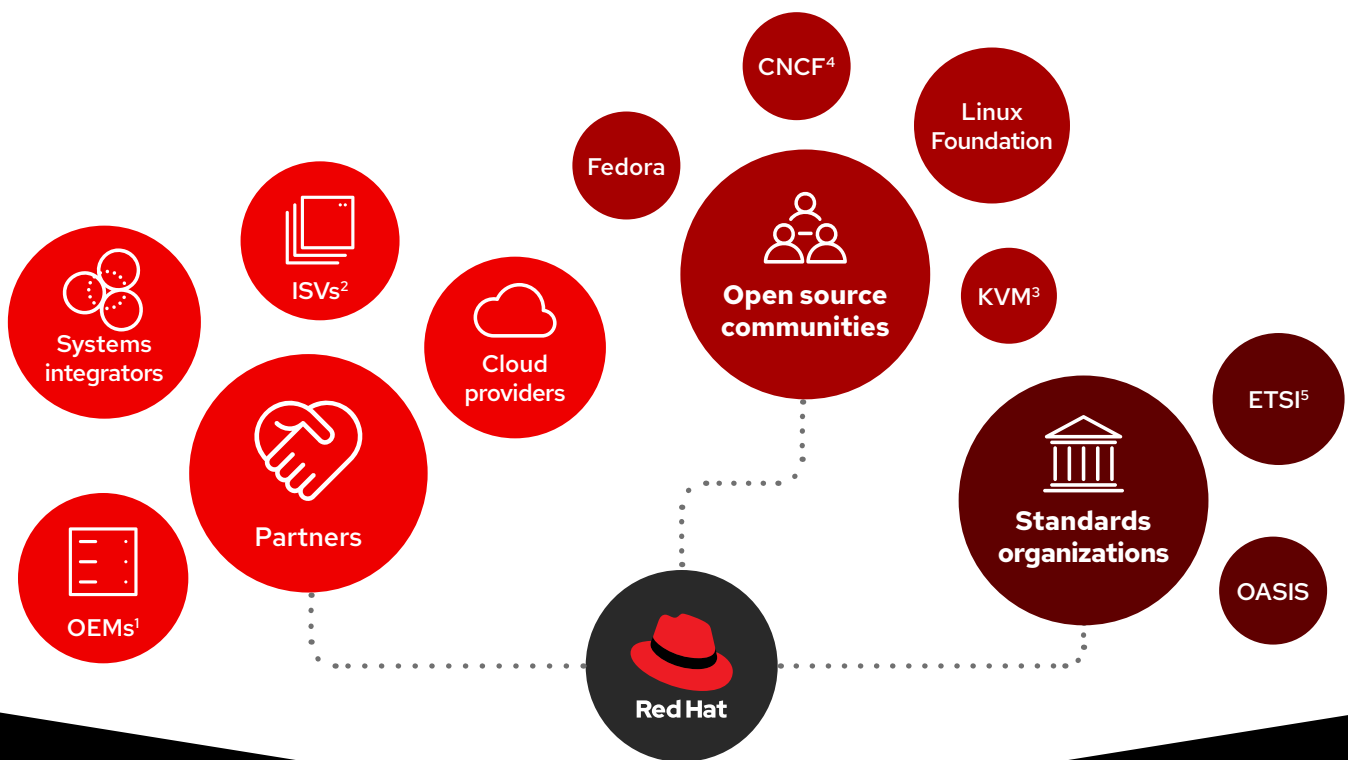 Systems
integrators
ISVs²
Cloud
providers
Partners
OEMs¹
Fedora
CNCF⁴
Linux
Foundation
Open source
communities
KVM³
Standards
organizations
ETSI⁵
OASIS
Red Hat